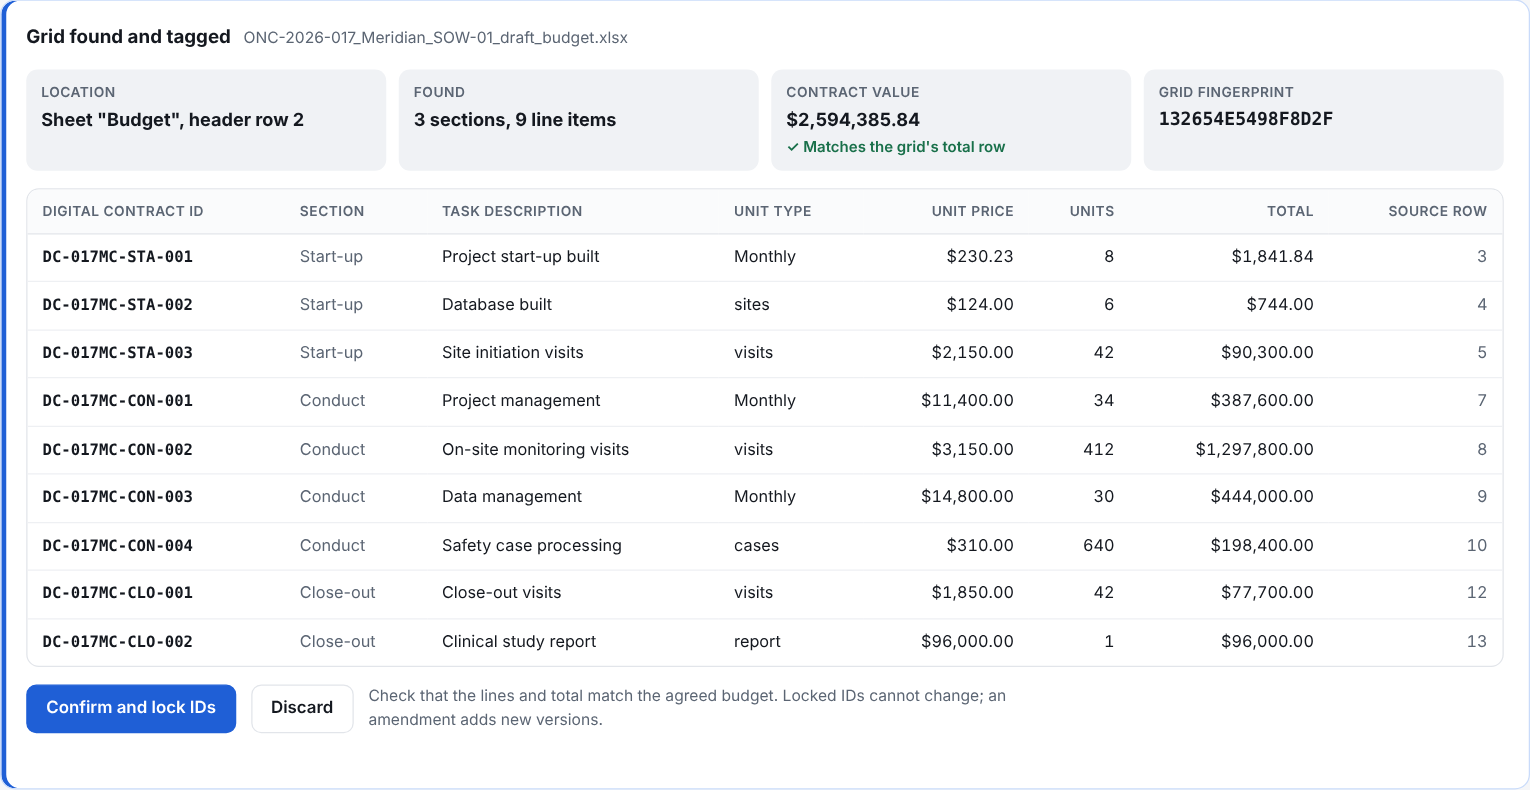 Grid found and tagged ONC-2026-017_Meridian_SOW-01_draft_budget.xlsx
LOCATION
Sheet "Budget", header row 2
FOUND
3 sections, 9 line items
CONTRACT VALUE
$2,594,385.84
✓ Matches the grid's total row
GRID FINGERPRINT
132654E5498F8D2F
DIGITAL CONTRACT ID SECTION TASK DESCRIPTION UNIT TYPE UNIT PRICE UNITS TOTAL SOURCE ROW
DC-017MC-STA-001 Start-up Project start-up built Monthly $230.23 8 $1,841.84 3
DC-017MC-STA-002 Start-up Database built sites $124.00 6 $744.00 4
DC-017MC-STA-003 Start-up Site initiation visits visits $2,150.00 42 $90,300.00 5
DC-017MC-CON-001 Conduct Project management Monthly $11,400.00 34 $387,600.00 7
DC-017MC-CON-002 Conduct On-site monitoring visits visits $3,150.00 412 $1,297,800.00 8
DC-017MC-CON-003 Conduct Data management Monthly $14,800.00 30 $444,000.00 9
DC-017MC-CON-004 Conduct Safety case processing cases $310.00 640 $198,400.00 10
DC-017MC-CLO-001 Close-out Close-out visits visits $1,850.00 42 $77,700.00 12
DC-017MC-CLO-002 Close-out Clinical study report report $96,000.00 1 $96,000.00 13
Confirm and lock IDs
Discard
Check that the lines and total match the agreed budget. Locked IDs cannot change; an
amendment adds new versions.